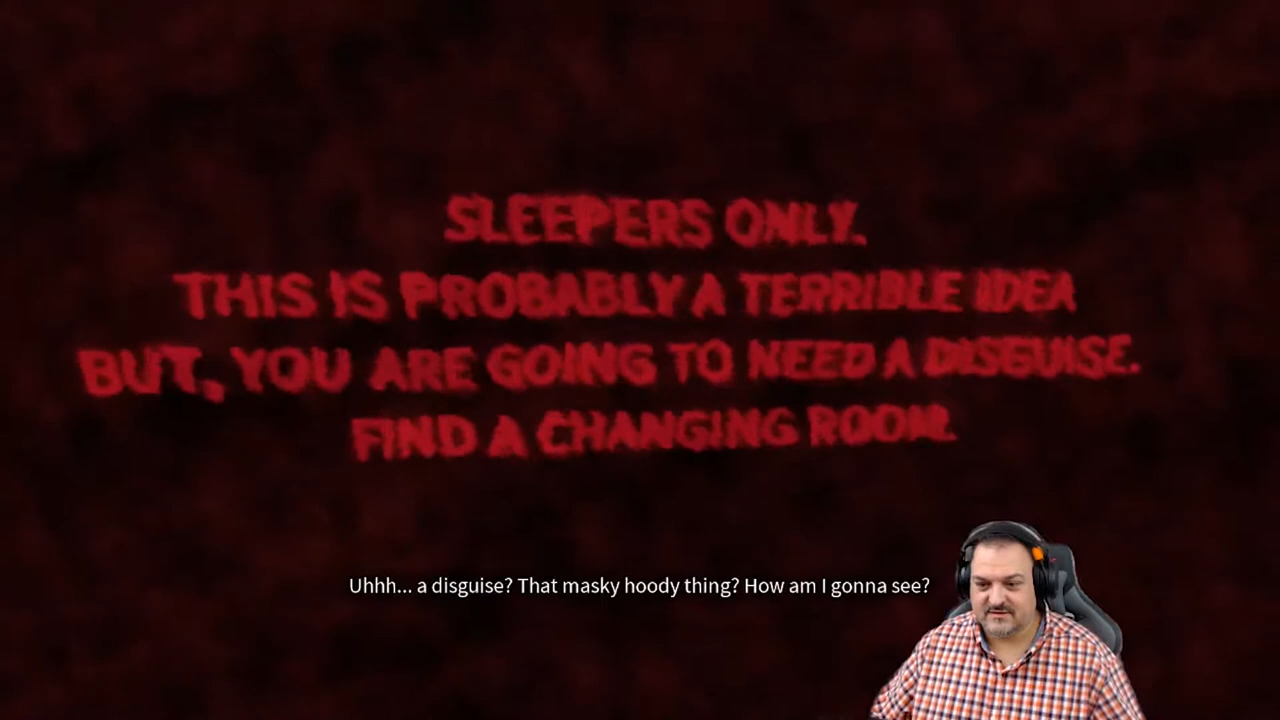 SLEEPERS ONLY.
THIS IS PROBABLY A TERRIBLE IDEA
BUT, YOU ARE GOING TO NEED A DISGUISE.
FIND A CHANGING ROOM.
Uhhh... a disguise? That masky hoody thing? How am I gonna see?